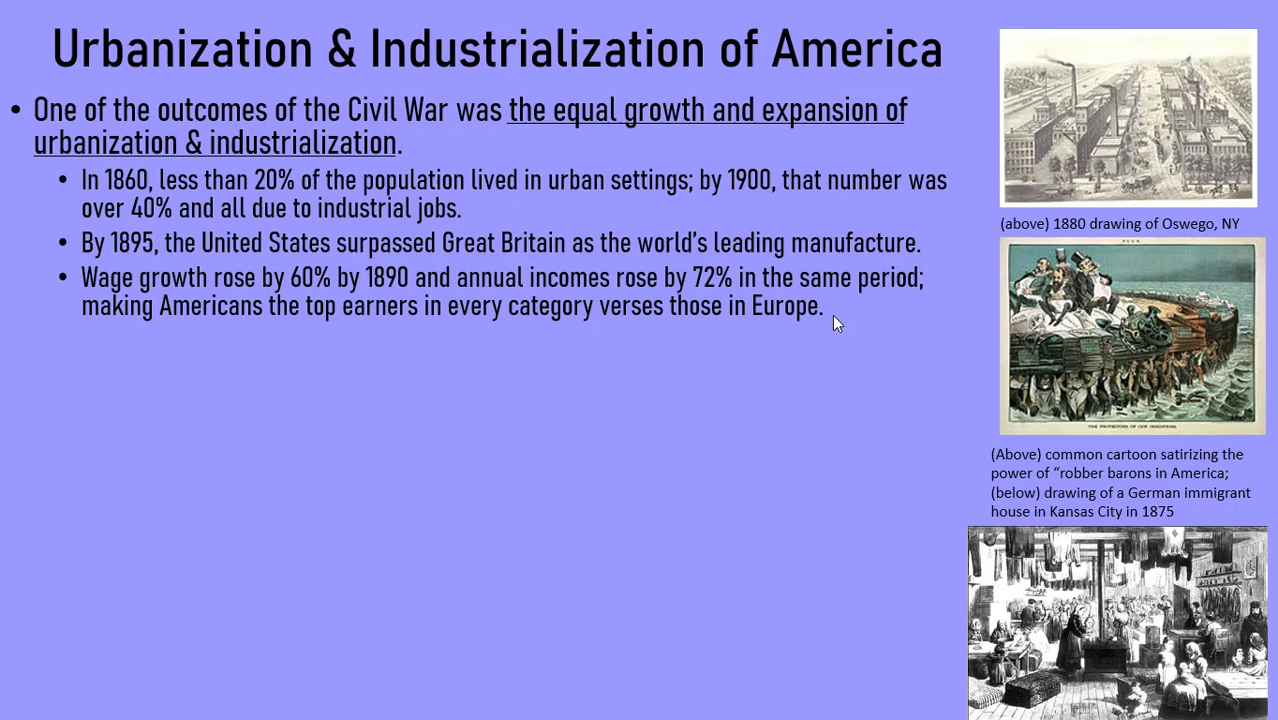 Urbanization & Industrialization of America
• One of the outcomes of the Civil War was the equal growth and expansion of
urbanization & industrialization.
• In 1860, less than 20% of the population lived in urban settings; by 1900, that number was
over 40% and all due to industrial jobs.
• By 1895, the United States surpassed Great Britain as the world's leading manufacture.
• Wage growth rose by 60% by 1890 and annual incomes rose by 72% in the same period;
making Americans the top earners in every category verses those in Europe.
(above) 1880 drawing of Oswego, NY
PUCK.
THE PROTECTORS OF OUR INDUSTRIES.
(Above) common cartoon satirizing the
power of “robber barons in America;
(below) drawing of a German immigrant
house in Kansas City in 1875